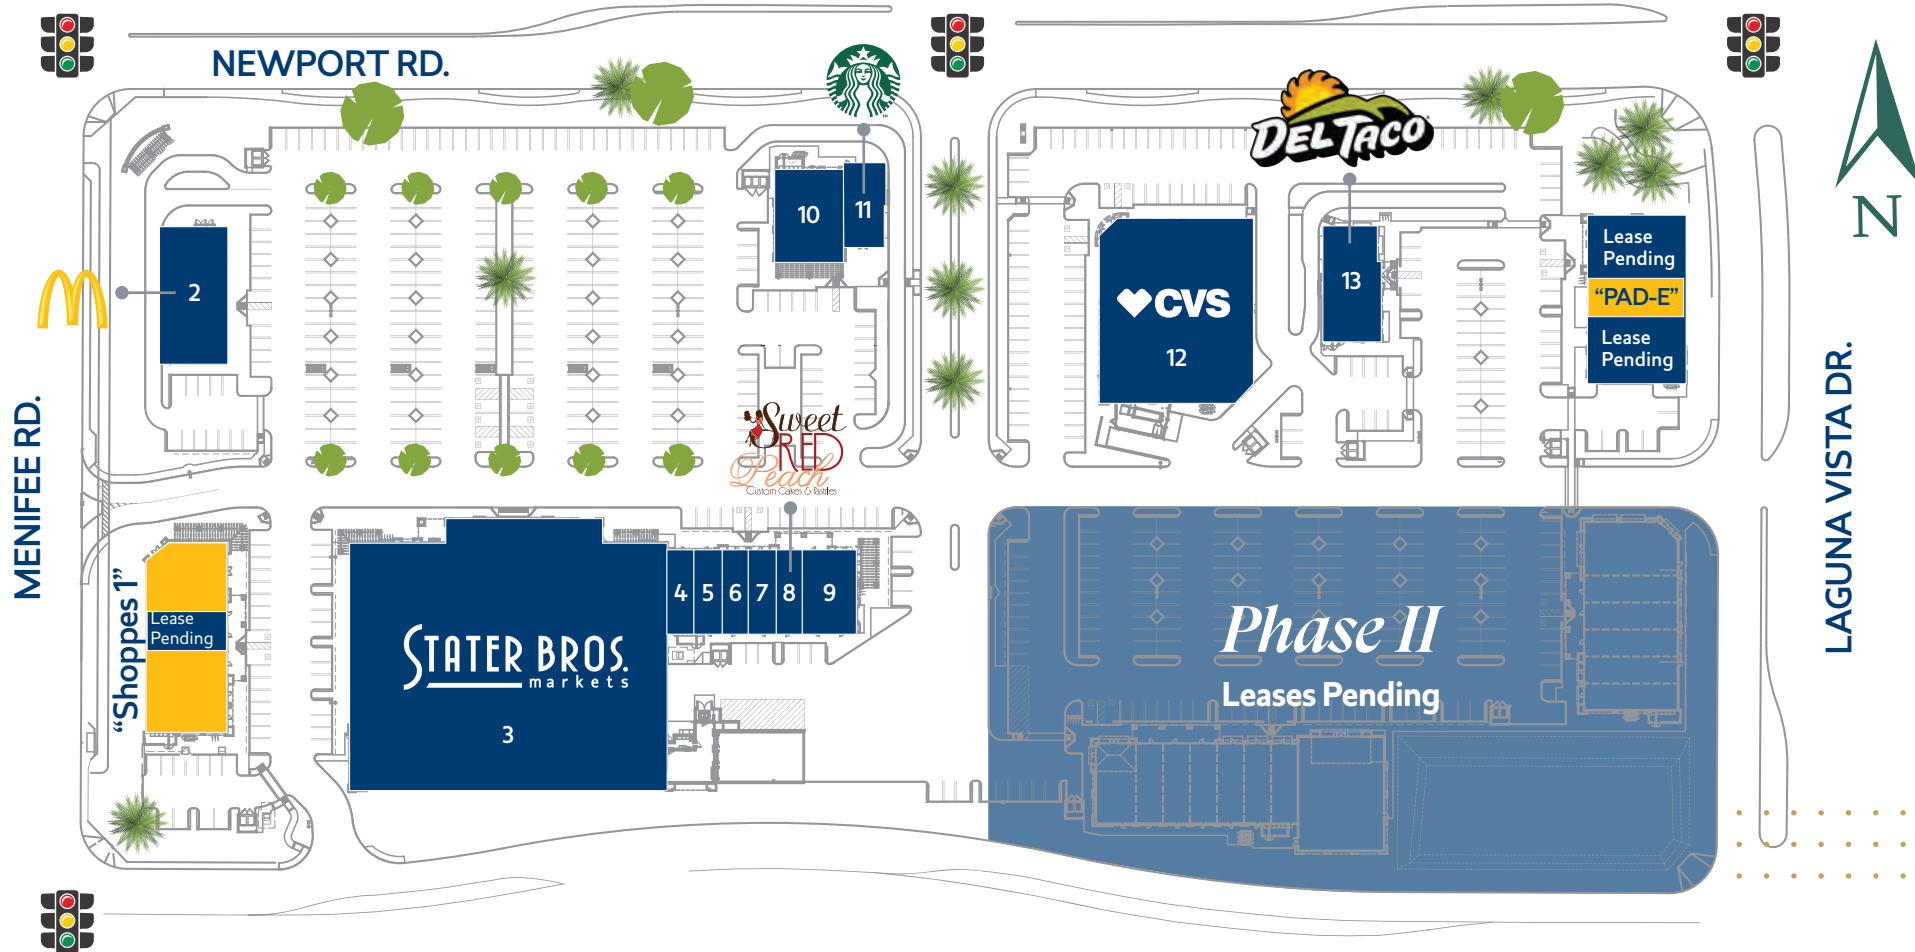 NEWPORT RD.
DEL TACO
N
10
11
2
Lease
Pending
"PAD-E"
Lease
Pending
13
CVS
12
MENIFEE RD.
LAGUNA VISTA DR.
Sweet
RED
Peach
Custom Cakes & Pastries
"Shoppes 1"
Lease
Pending
STATER BROS.
markets
3
4
5
6
7
8
9
Phase II
Leases Pending